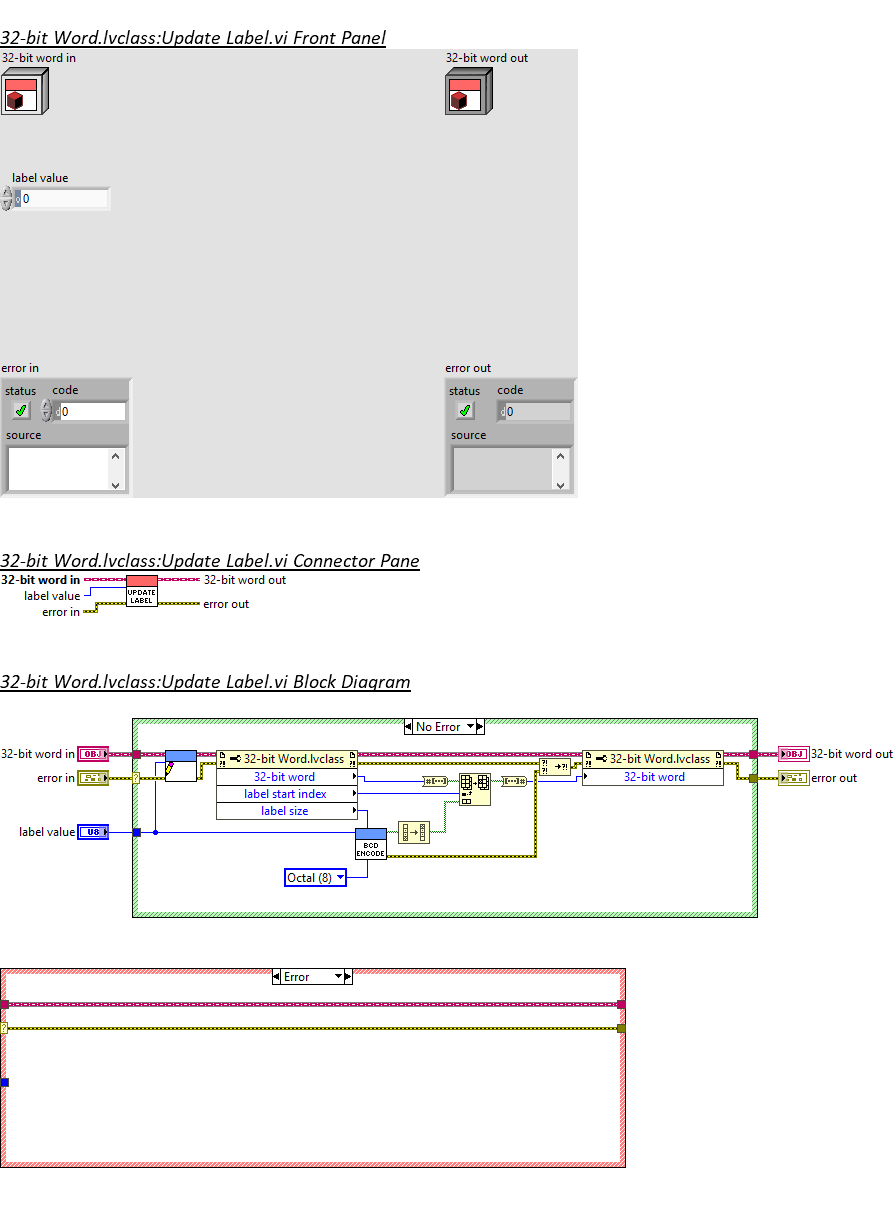 32-bit Word.lvclass:Update Label.vi Front Panel
32-bit word in
32-bit word out
label value
d
0
error in
error out
status
code
status
code
d
0
d
0
source
source
32-bit Word.lvclass:Update Label.vi Connector Pane
32-bit word in
32-bit word out
label value
UPDATE
LABEL
error in
error out
32-bit Word.lvclass:Update Label.vi Block Diagram
No Error
32-bit word in
OBJ
32-bit Word.lvclass
32-bit Word.lvclass
OBJ
32-bit word out
error in
?
?!
32-bit word
?!
?!
?!
32-bit word
error out
label start index
label size
label value
U8
BCD
ENCODE
Octal (8)
Error
?